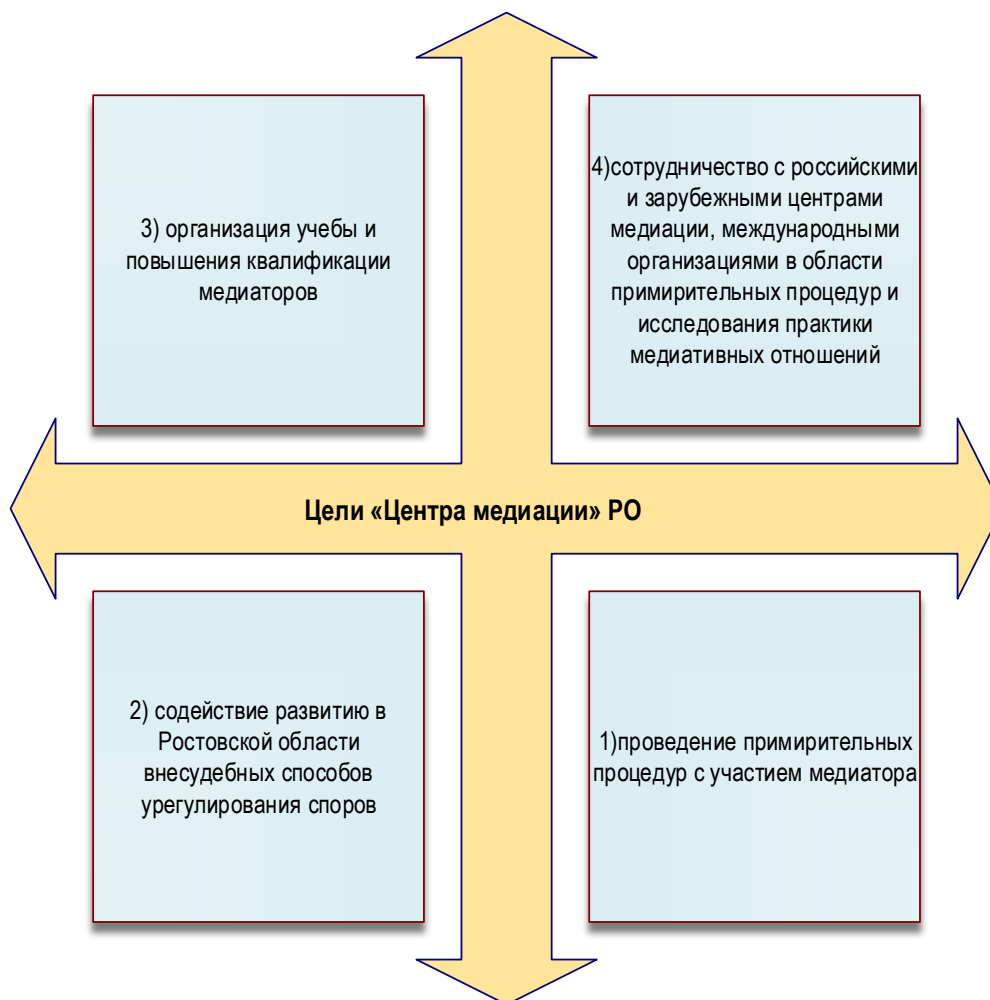 3) организация учебы и
повышения квалификации
медиаторов
4)сотрудничество с российскими
и зарубежными центрами
медиации, международными
организациями в области
примирительных процедур и
исследования практики
медиативных отношений
Цели «Центра медиации» РО
2) содействие развитию в
Ростовской области
внесудебных способов
урегулирования споров
1)проведение примирительных
процедур с участием медиатора